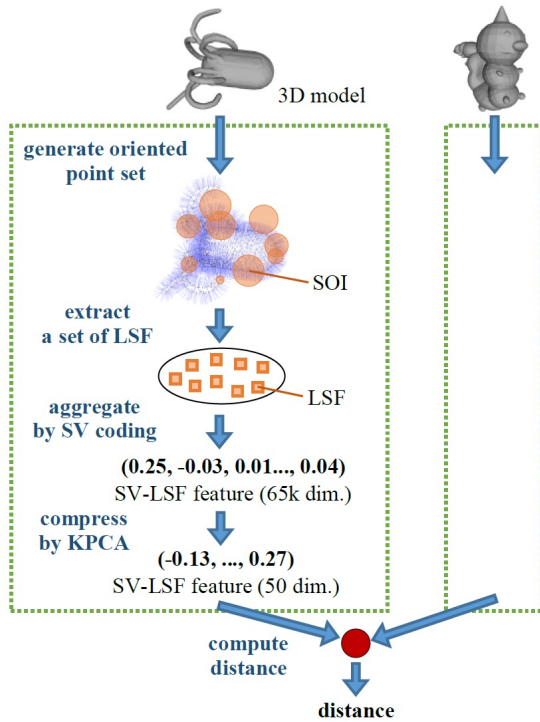 3D model
generate oriented
point set
SOI
extract
a set of LSF
LSF
aggregate
by SV coding
(0.25, -0.03, 0.01..., 0.04)
SV-LSF feature (65k dim.)
compress
by KPCA
(-0.13, ..., 0.27)
SV-LSF feature (50 dim.)
compute
distance
distance